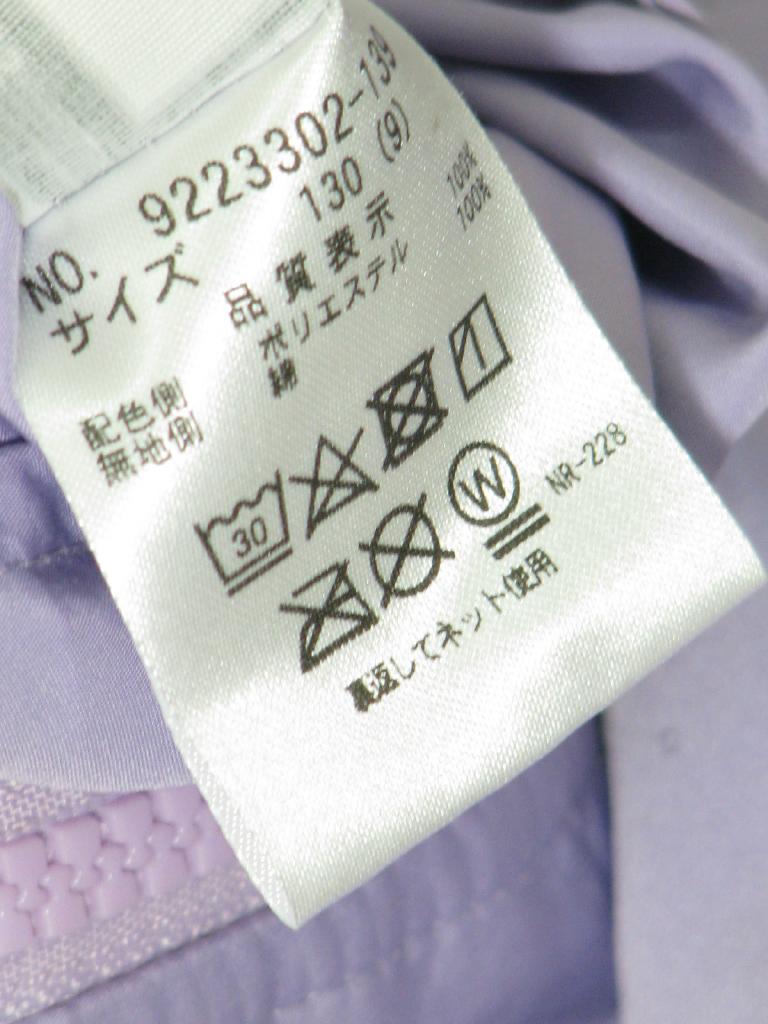 NO. 9223302-139
サイズ 130 (9)
品質表示
配色側 ポリエステル 100%
無地側 綿 100%
30
W
NR-228
裏返してネット使用